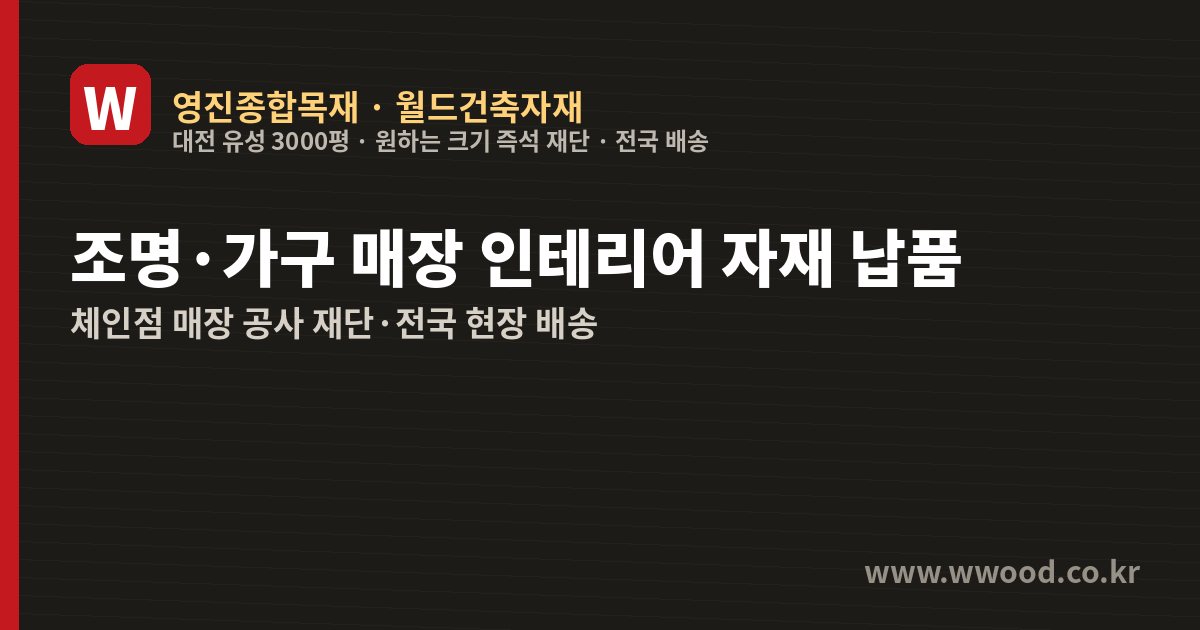 W
영진종합목재 · 월드건축자재
대전 유성 3000평 · 원하는 크기 즉석 재단 · 전국 배송
조명·가구 매장 인테리어 자재 납품
체인점 매장 공사 재단·전국 현장 배송
www.wwood.co.kr